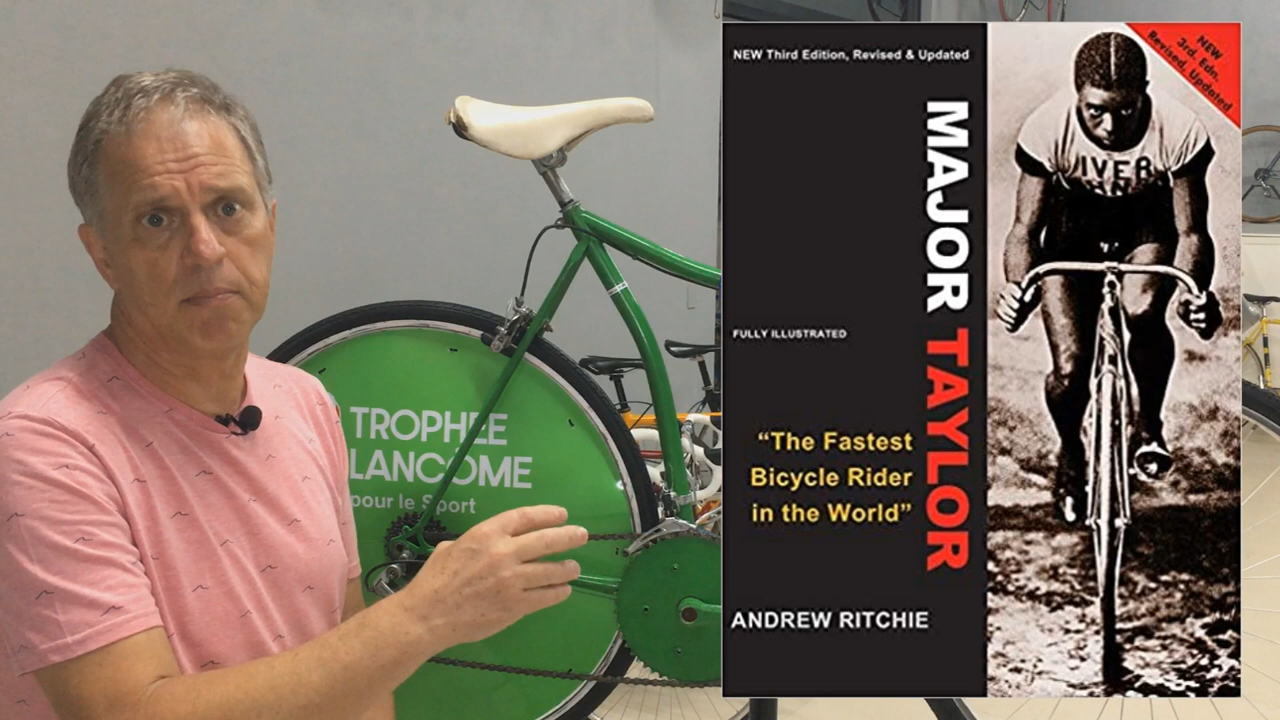 TROPHEE
LANCOME
pour le Sport
NEW Third Edition, Revised & Updated
NEW
3rd. Edn.
Revised, Updated
MAJOR TAYLOR
IVER
FULLY ILLUSTRATED
“The Fastest
Bicycle Rider
in the World”
ANDREW RITCHIE